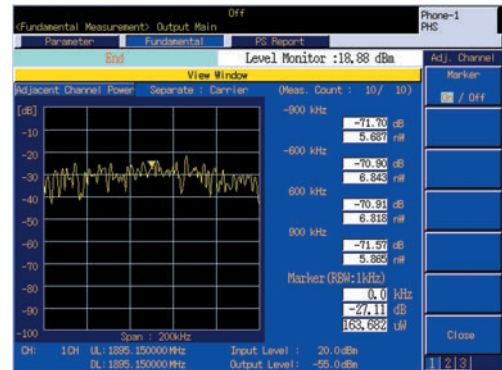 Off
<Fundamental Measurement> Output Main
Phone-1
PHS
Parameter Fundamental PS Report
End
Level Monitor :18.88 dBm
Adj. Channel
View Window
Marker
On / Off
Adjacent Channel Power Separate : Carrier (Meas. Count : 10/ 10)
[dB]
-10
-20
-30
-40
-50
-60
-70
-80
-90
-100
Span : 200kHz
-900 kHz
-71.70 dB
5.687 nW
-600 kHz
-70.90 dB
6.843 nW
600 kHz
-70.91 dB
6.818 nW
900 kHz
-71.57 dB
5.865 nW
Marker(RBW:1kHz)
0.0 kHz
-27.11 dB
163.682 uW
Close
CH: 1CH UL:1895.150000MHz Input Level : 20.0dBm
DL:1895.150000MHz Output Level: -55.0dBm
1 2 3